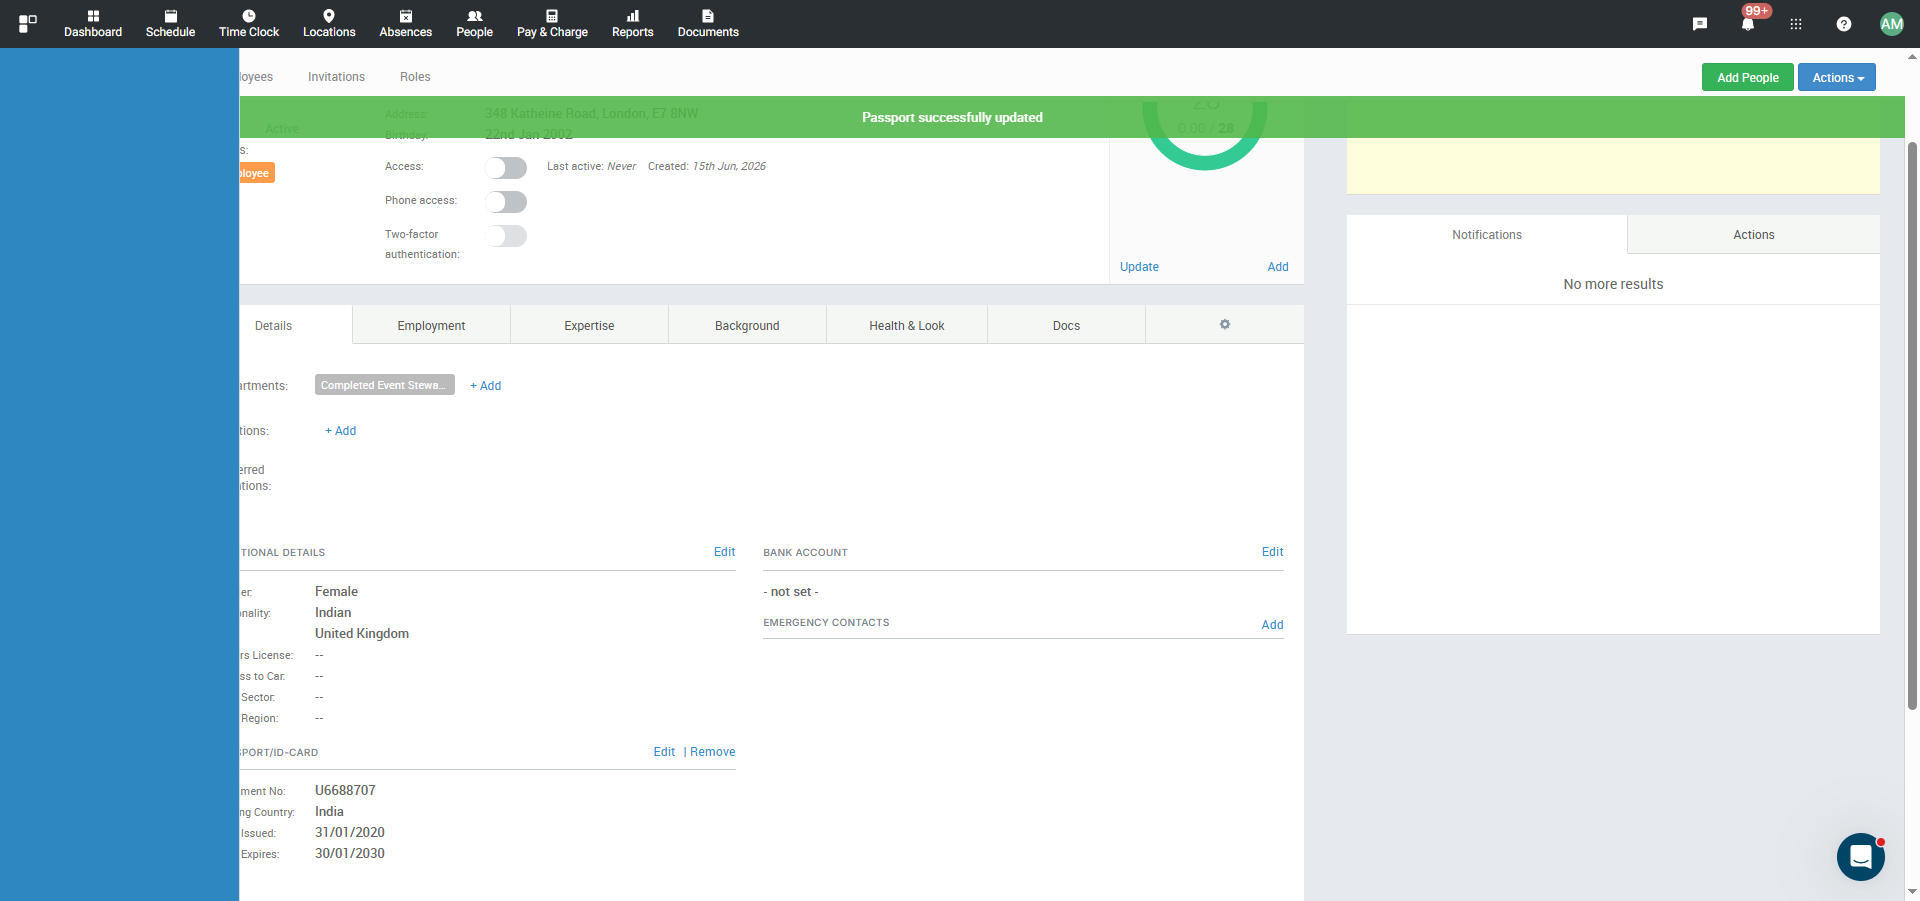 Dashboard
Schedule
Time Clock
Locations
Absences
People
Pay & Charge
Reports
Documents
99+
AM
loyees
Invitations
Roles
Add People
Actions
Passport successfully updated
Active
Address:
348 Katheine Road, London, E7 8NW
Birthday:
22nd Jan 2002
0.00 / 28
s:
loyee
Access:
Last active: Never Created: 15th Jun, 2026
Phone access:
Two-factor
authentication:
Update
Add
Notifications
Actions
No more results
Details
Employment
Expertise
Background
Health & Look
Docs
artments:
Completed Event Stewa...
+ Add
tions:
+ Add
erred
tions:
TIONAL DETAILS
Edit
er:
Female
nality:
Indian
United Kingdom
rs License:
--
ss to Car:
--
Sector:
--
Region:
--
SPORT/ID-CARD
Edit | Remove
ment No:
U6688707
ng Country:
India
Issued:
31/01/2020
Expires:
30/01/2030
BANK ACCOUNT
Edit
- not set -
EMERGENCY CONTACTS
Add